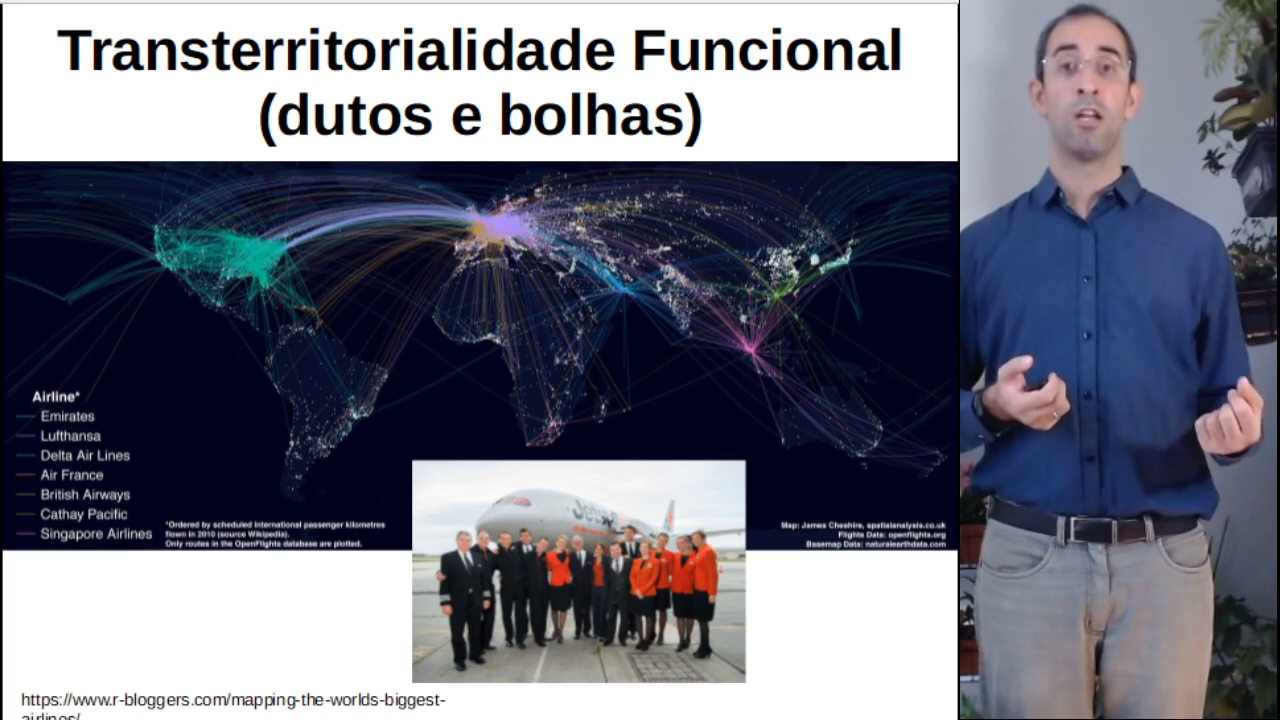 Transterritorialidade Funcional
(dutos e bolhas)
Airline*
Emirates
Lufthansa
Delta Air Lines
Air France
British Airways
Cathay Pacific
Singapore Airlines
*Ordered by scheduled international passenger kilometres
flown in 2010 (source Wikipedia).
Only routes in the OpenFlights database are plotted.
Map: James Cheshire, spatialanalysis.co.uk
Flights Data: openflights.org
Basemap Data: naturalearthdata.com
https://www.r-bloggers.com/mapping-the-worlds-biggest-
airlines/